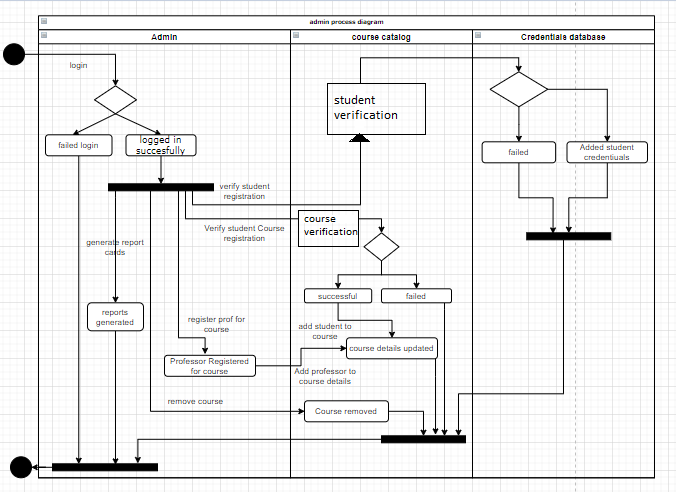 admin process diagram
Admin
course catalog
Credentials database
login
failed login
logged in
succesfully
student
verification
failed
Added student
credentiuals
verify student
registration
Verify student Course
registration
course
verification
generate report
cards
successful
failed
reports
generated
register prof for
course
add student to
course
course details updated
Professor Registered
for course
Add professor to
course details
remove course
Course removed